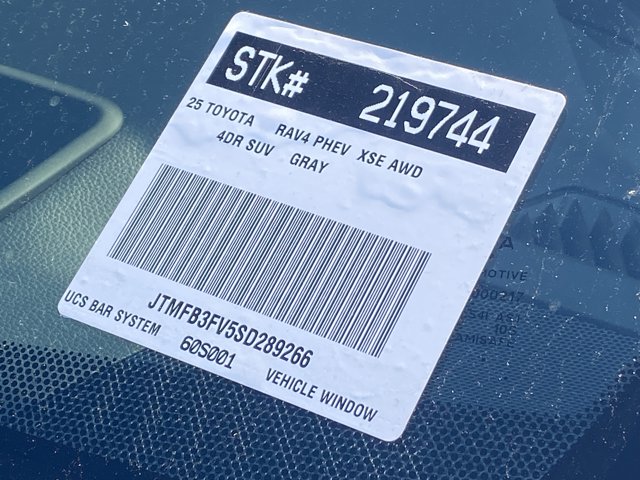 STK# 219744
25 TOYOTA RAV4 PHEV XSE AWD
4DR SUV GRAY
JTMFB3FV5SD289266
UCS BAR SYSTEM 60S001 VEHICLE WINDOW